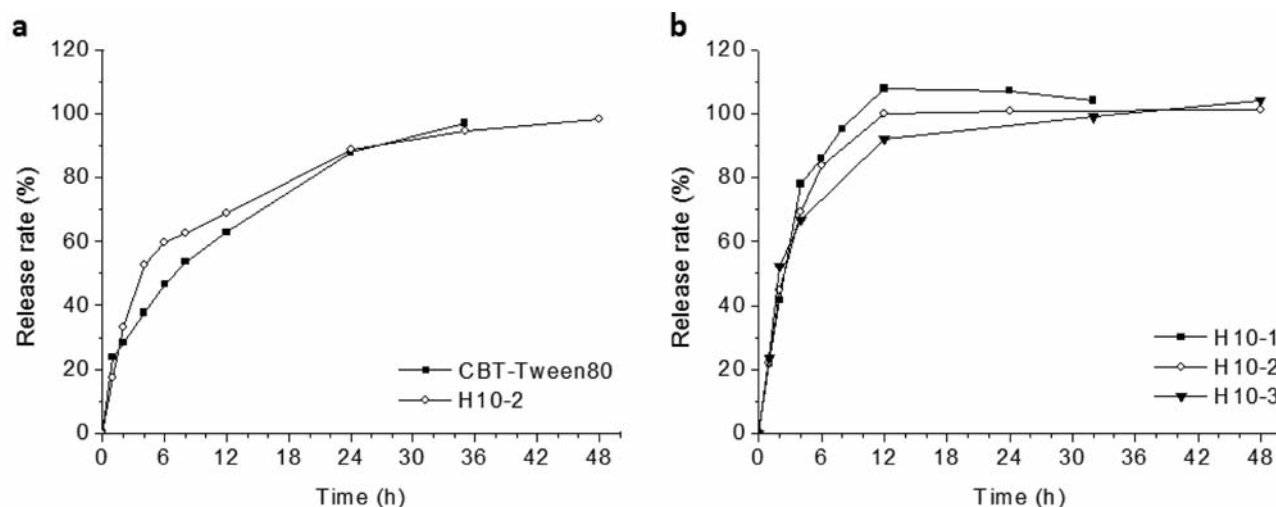 a
120
100
80
60
40
20
0
Release rate (%)
0 6 12 18 24 30 36 42 48
Time (h)
CBT-Tween80
H10-2
b
120
100
80
60
40
20
0
Release rate (%)
0 6 12 18 24 30 36 42 48
Time (h)
H10-1
H10-2
H10-3